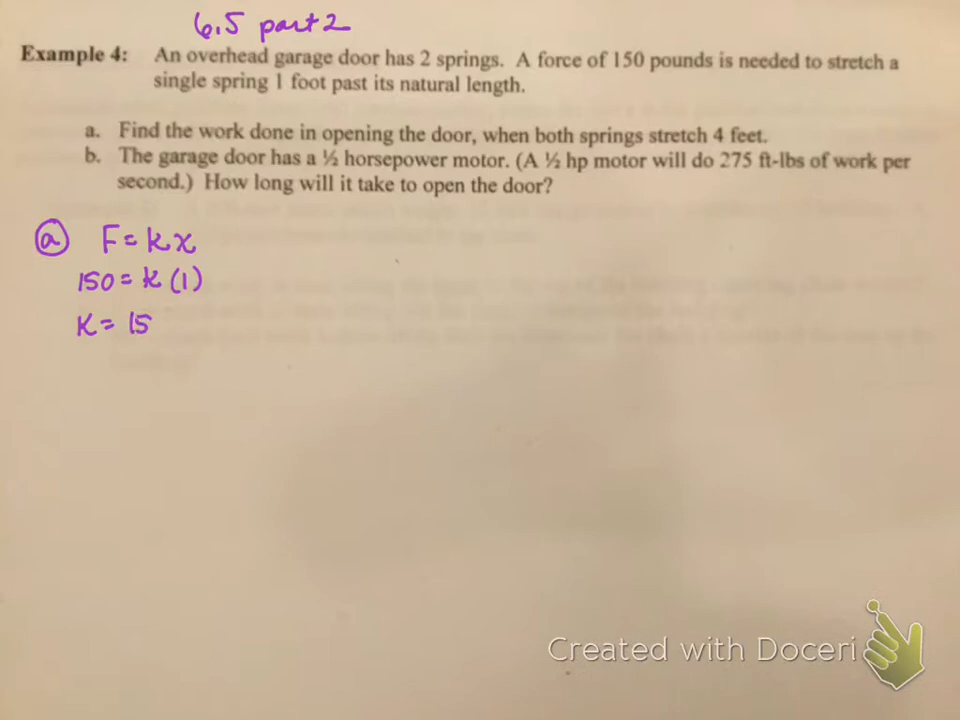 6.5 part 2
Example 4: An overhead garage door has 2 springs. A force of 150 pounds is needed to stretch a
single spring 1 foot past its natural length.
a. Find the work done in opening the door, when both springs stretch 4 feet.
b. The garage door has a ½ horsepower motor. (A ½ hp motor will do 275 ft-lbs of work per
second.) How long will it take to open the door?
ⓐ F = kx
150 = k (1)
K = 15
Created with Doceri